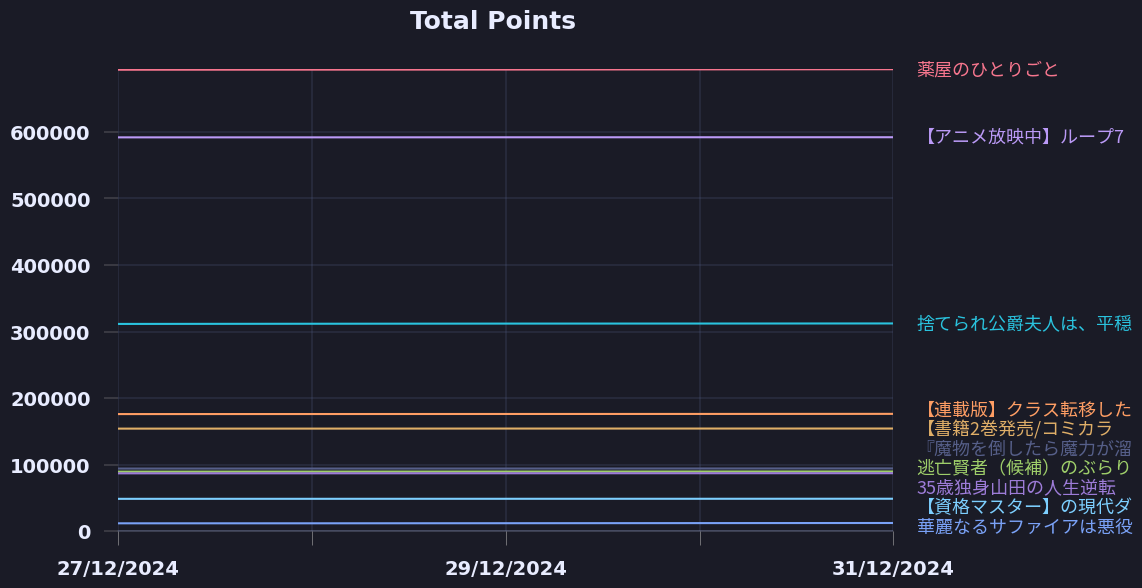 Total Points
薬屋のひとりごと
600000
【アニメ放映中】ループ7
500000
400000
300000
捨てられ公爵夫人は、平穏
200000
【連載版】クラス転移した
【書籍2巻発売/コミカラ
『魔物を倒したら魔力が溜
100000
逃亡賢者（候補）のぶらり
35歳独身山田の人生逆転
【資格マスター】の現代ダ
華麗なるサファイアは悪役
0
27/12/2024
29/12/2024
31/12/2024